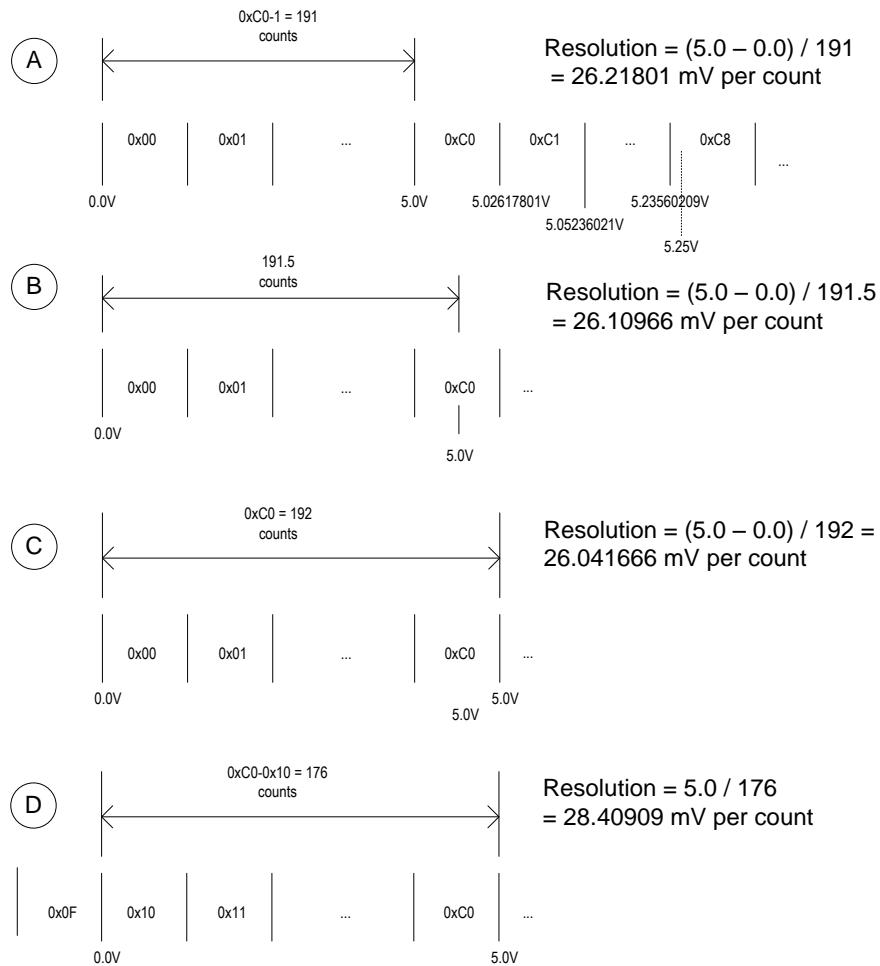 0xC0-1 = 191
counts
A
Resolution = (5.0 – 0.0) / 191
= 26.21801 mV per count
0x00 0x01 ... 0xC0 0xC1 ... 0xC8 ...
0.0V 5.0V 5.02617801V 5.23560209V
5.05236021V
5.25V
191.5
counts
B
Resolution = (5.0 – 0.0) / 191.5
= 26.10966 mV per count
0x00 0x01 ... 0xC0 ...
0.0V
5.0V
0xC0 = 192
counts
C
Resolution = (5.0 – 0.0) / 192 =
26.041666 mV per count
0x00 0x01 ... 0xC0 ...
0.0V 5.0V
5.0V
0xC0-0x10 = 176
counts
D
Resolution = 5.0 / 176
= 28.40909 mV per count
0x0F 0x10 0x11 ... 0xC0 ...
0.0V 5.0V